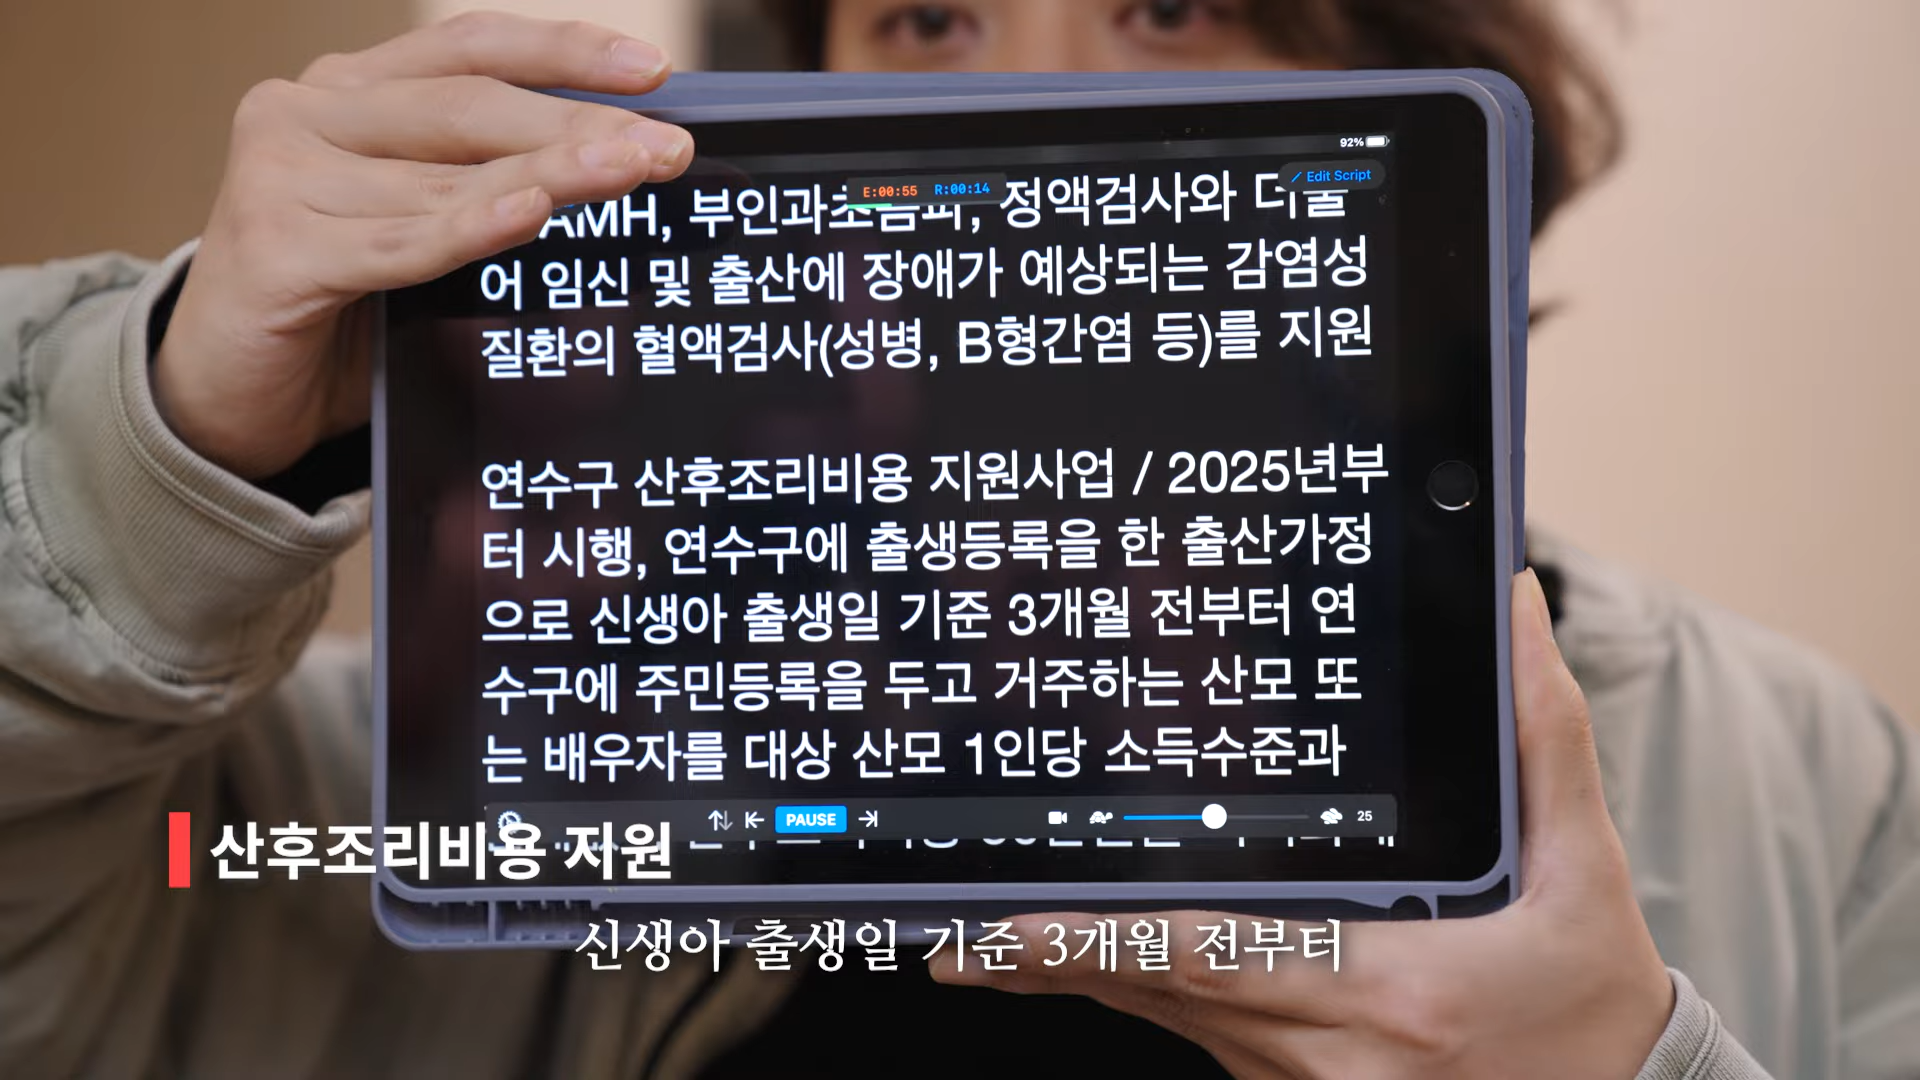 92%
Edit Script
E:00:55 R:00:14
AMH, 부인과초음파, 정액검사와 더불
어 임신 및 출산에 장애가 예상되는 감염성
질환의 혈액검사(성병, B형간염 등)를 지원
연수구 산후조리비용 지원사업 / 2025년부
터 시행, 연수구에 출생등록을 한 출산가정
으로 신생아 출생일 기준 3개월 전부터 연
수구에 주민등록을 두고 거주하는 산모 또
는 배우자를 대상 산모 1인당 소득수준과
PAUSE
25
산후조리비용 지원
신생아 출생일 기준 3개월 전부터